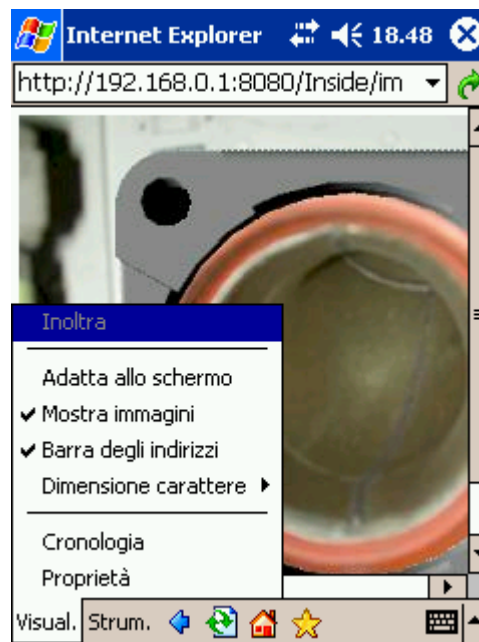 Internet Explorer 18.48
http://192.168.0.1:8080/Inside/im
Inoltra
Adatta allo schermo
Mostra immagini
Barra degli indirizzi
Dimensione carattere
Cronologia
Proprietà
Visual. Strum.